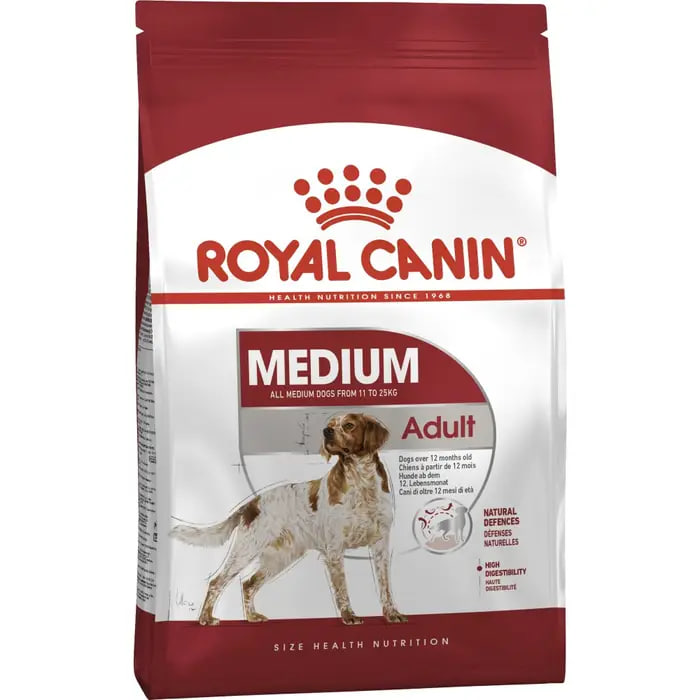 ROYAL CANIN®
HEALTH NUTRITION SINCE 1968
MEDIUM
ALL MEDIUM DOGS FROM 11 TO 25KG
Adult
Dogs over 12 months old
Chiens à partir de 12 mois
Hunde ab dem
12. Lebensmonat
Cani di oltre 12 mesi di età
NATURAL
DEFENCES
DÉFENSES
NATURELLES
HIGH
DIGESTIBILITY
HAUTE
DIGESTIBILITÉ
SIZE HEALTH NUTRITION